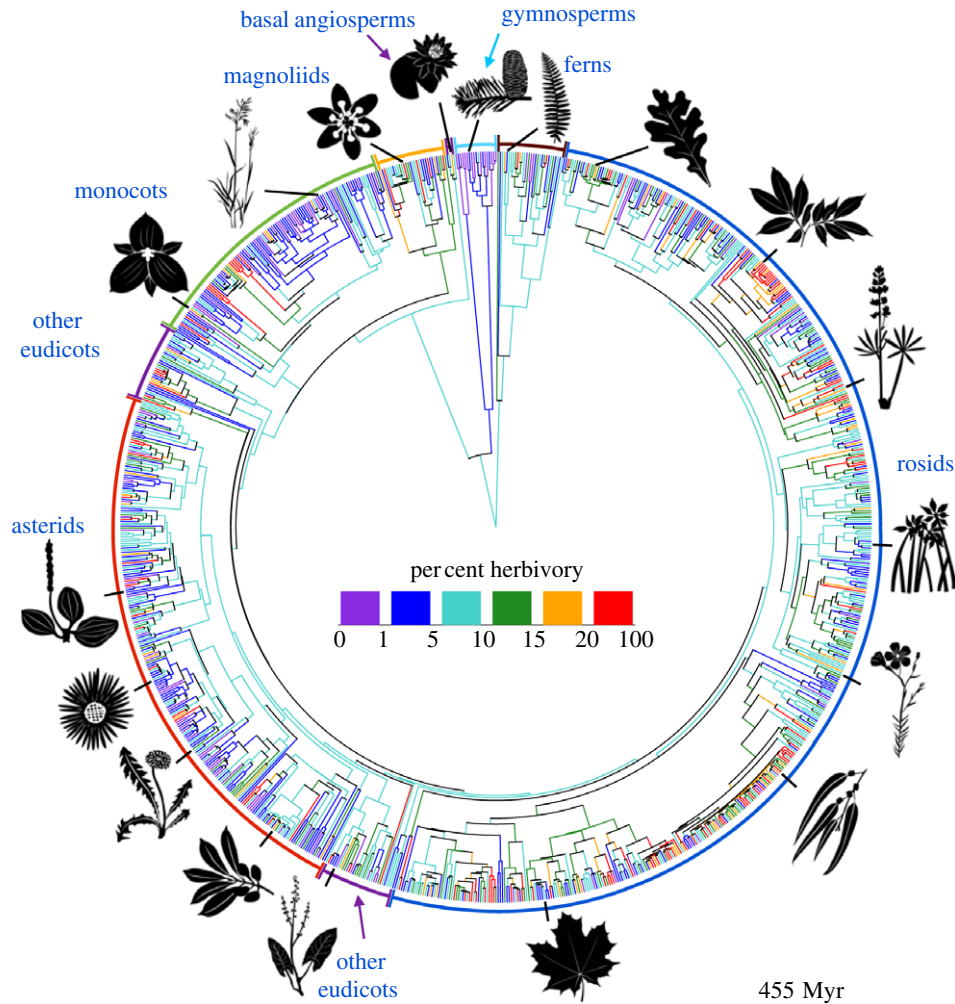 basal angiosperms
gymnosperms
magnoliids
ferns
monocots
other
eudicots
rosids
asterids
per cent herbivory
0 1 5 10 15 20 100
other
eudicots
455 Myr